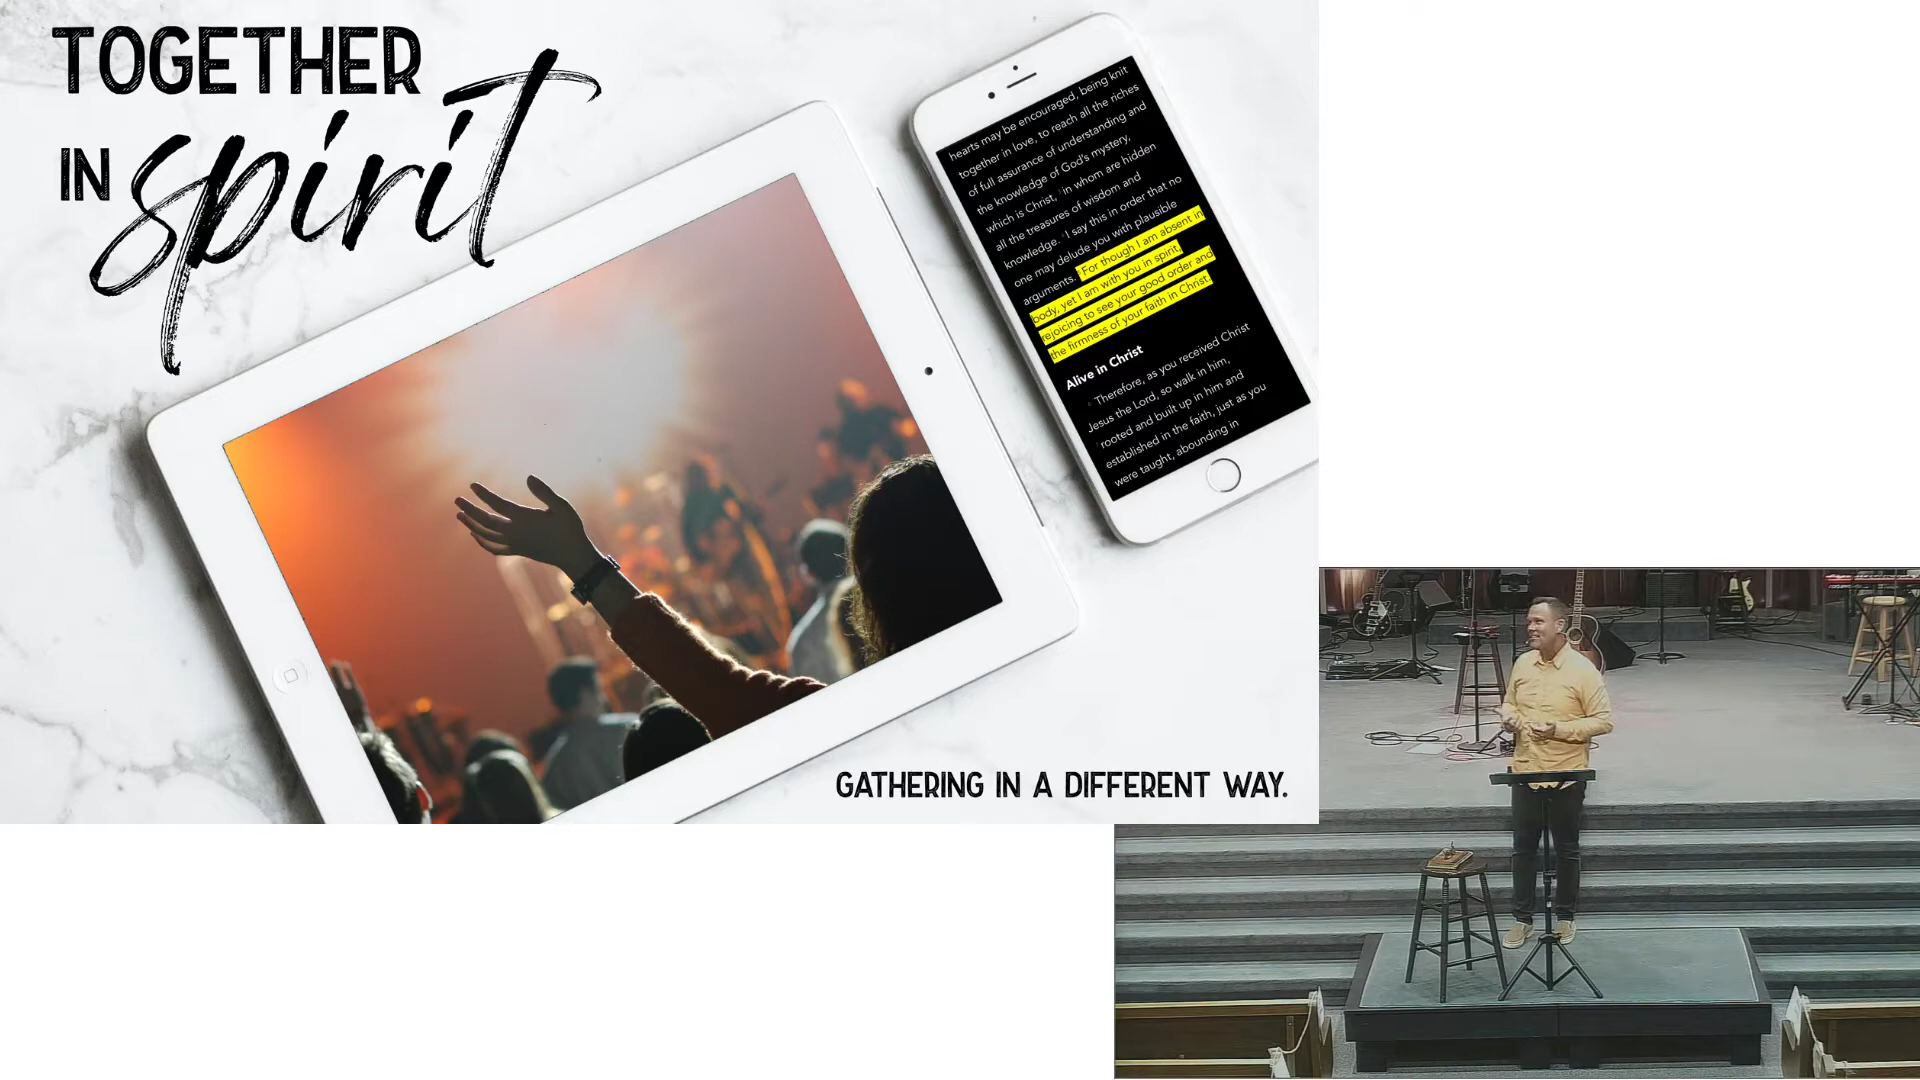 TOGETHER
IN spirit
hearts may be encouraged, being knit
together in love, to reach all the riches
of full assurance of understanding and
the knowledge of God's mystery,
which is Christ, in whom are hidden
all the treasures of wisdom and
knowledge. I say this in order that no
one may delude you with plausible
arguments. For though I am absent in
body, yet I am with you in spirit,
rejoicing to see your good order and
the firmness of your faith in Christ.
Alive in Christ
Therefore, as you received Christ
Jesus the Lord, so walk in him,
rooted and built up in him and
established in the faith, just as you
were taught, abounding in
GATHERING IN A DIFFERENT WAY.